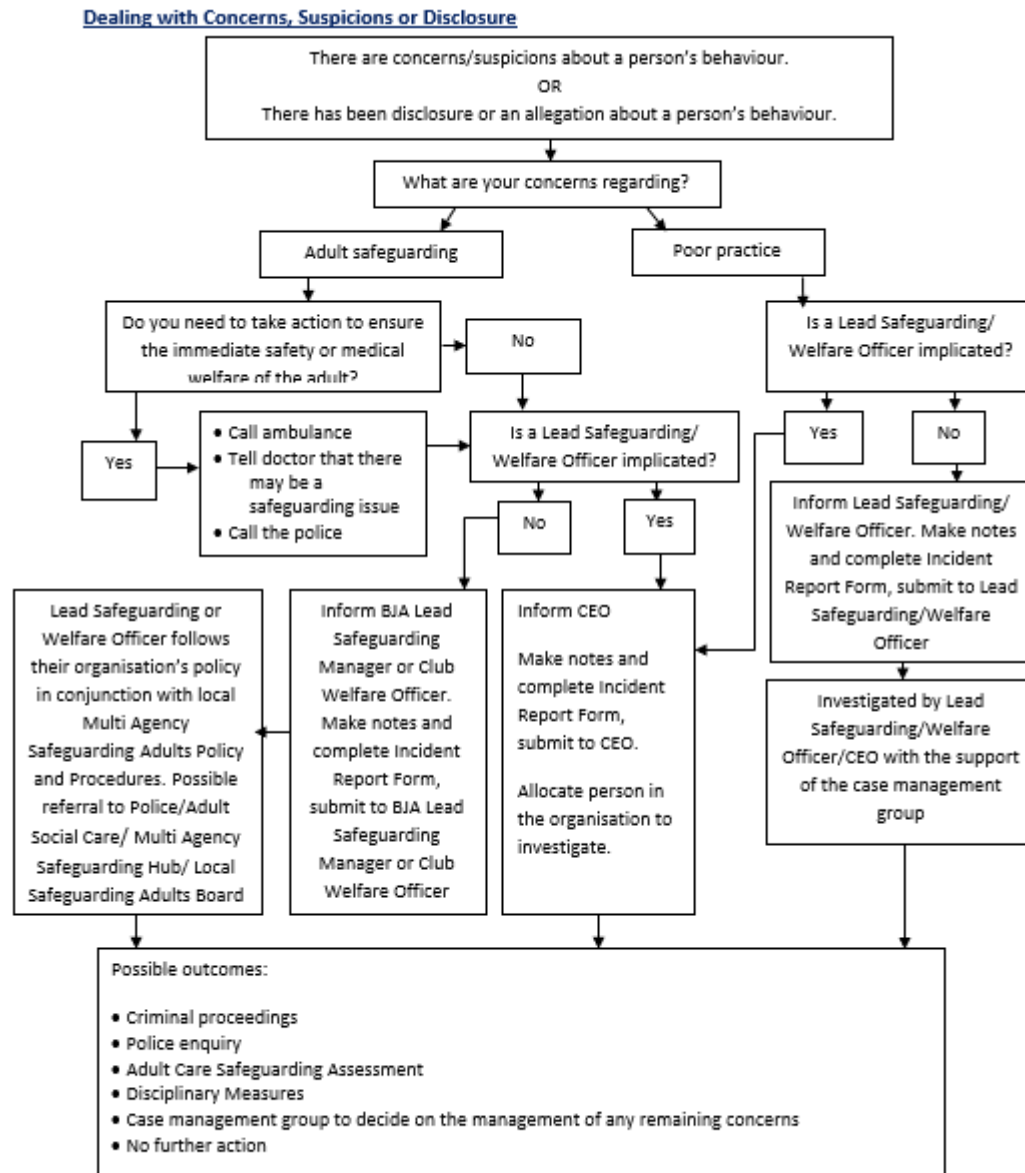 Dealing with Concerns, Suspicions or Disclosure
There are concerns/suspicions about a person's behaviour.
OR
There has been disclosure or an allegation about a person's behaviour.
What are your concerns regarding?
Adult safeguarding
Poor practice
Do you need to take action to ensure
the immediate safety or medical
welfare of the adult?
No
Is a Lead Safeguarding/
Welfare Officer implicated?
Yes
• Call ambulance
• Tell doctor that there
may be a
safeguarding issue
• Call the police
Is a Lead Safeguarding/
Welfare Officer implicated?
Yes
No
No
Yes
Inform Lead Safeguarding/
Welfare Officer. Make notes
and complete Incident
Report Form, submit to Lead
Safeguarding/Welfare
Officer
Lead Safeguarding or
Welfare Officer follows
their organisation's policy
in conjunction with local
Multi Agency
Safeguarding Adults Policy
and Procedures. Possible
referral to Police/Adult
Social Care/ Multi Agency
Safeguarding Hub/ Local
Safeguarding Adults Board
Inform BJA Lead
Safeguarding
Manager or Club
Welfare Officer.
Make notes and
complete Incident
Report Form,
submit to BJA Lead
Safeguarding
Manager or Club
Welfare Officer
Inform CEO
Make notes and
complete Incident
Report Form,
submit to CEO.
Allocate person in
the organisation to
investigate.
Investigated by Lead
Safeguarding/Welfare
Officer/CEO with the support
of the case management
group
Possible outcomes:
• Criminal proceedings
• Police enquiry
• Adult Care Safeguarding Assessment
• Disciplinary Measures
• Case management group to decide on the management of any remaining concerns
• No further action